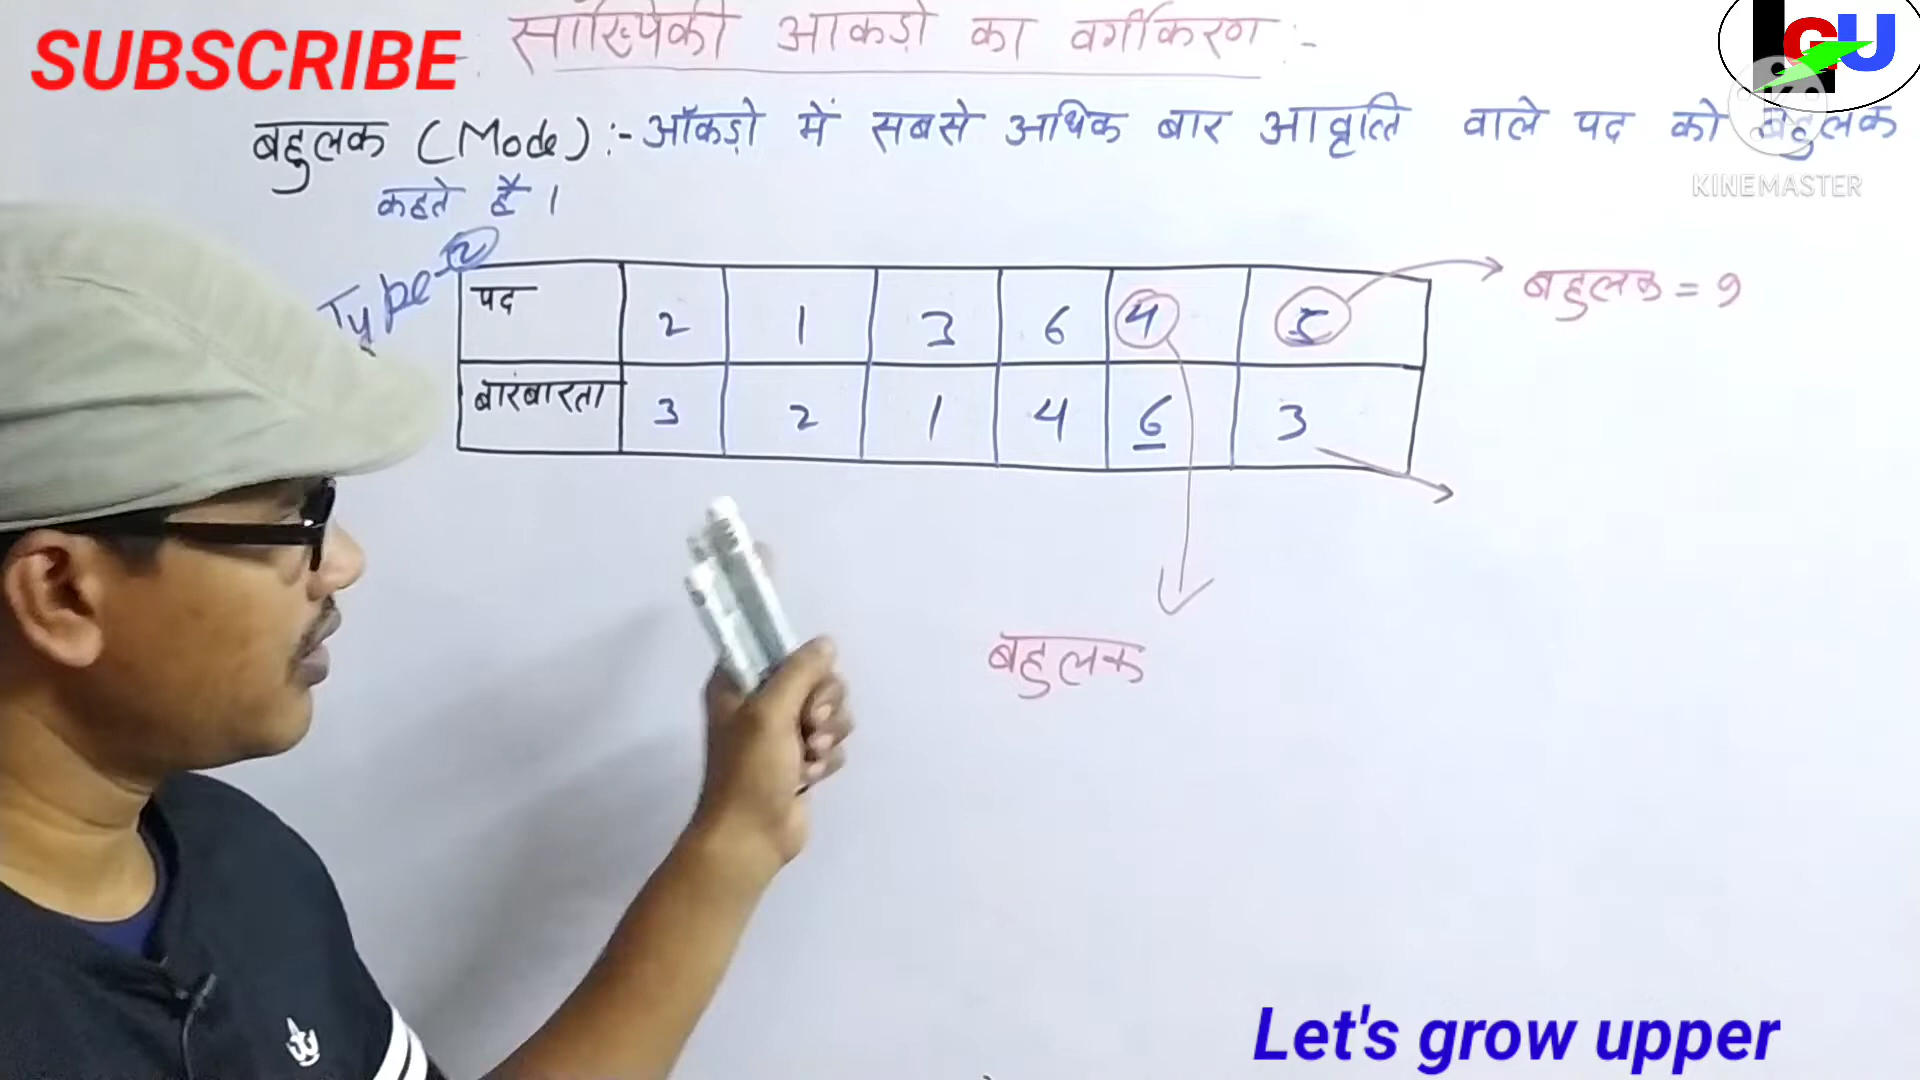 SUBSCRIBE
सांख्यिकी आकड़ो का वर्गीकरण :-
GU
बहुलक (Mode) :- आँकड़ो में सबसे अधिक बार आवृत्ति वाले पद को बहुलक
कहते है ।
KINEMASTER
Type-2
पद 2 1 3 6 4 5
बहुलक = 9
बारंबारता 3 2 1 4 6 3
बहुलक
Let's grow upper